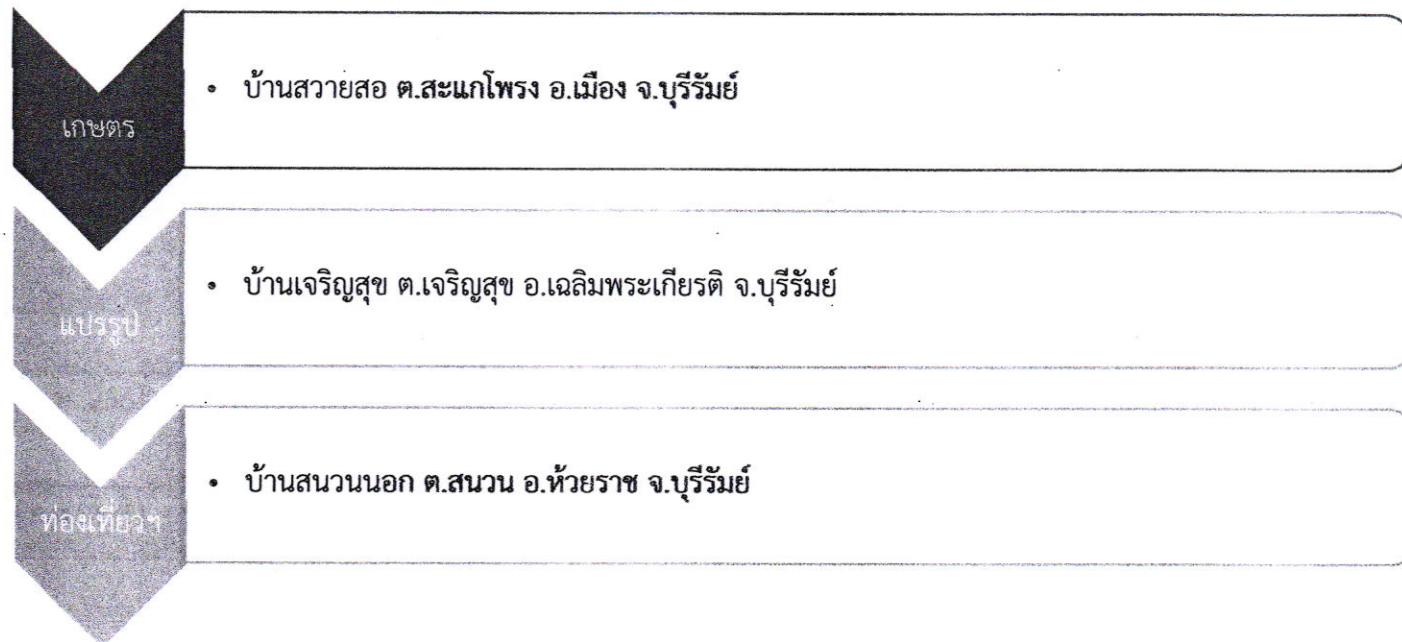 เกษตร
• บ้านสวายสอ ต.สะแกโพรง อ.เมือง จ.บุรีรัมย์
แปรรูป
• บ้านเจริญสุข ต.เจริญสุข อ.เฉลิมพระเกียรติ จ.บุรีรัมย์
ท่องเที่ยวฯ
• บ้านสนวนนอก ต.สนวน อ.ห้วยราช จ.บุรีรัมย์